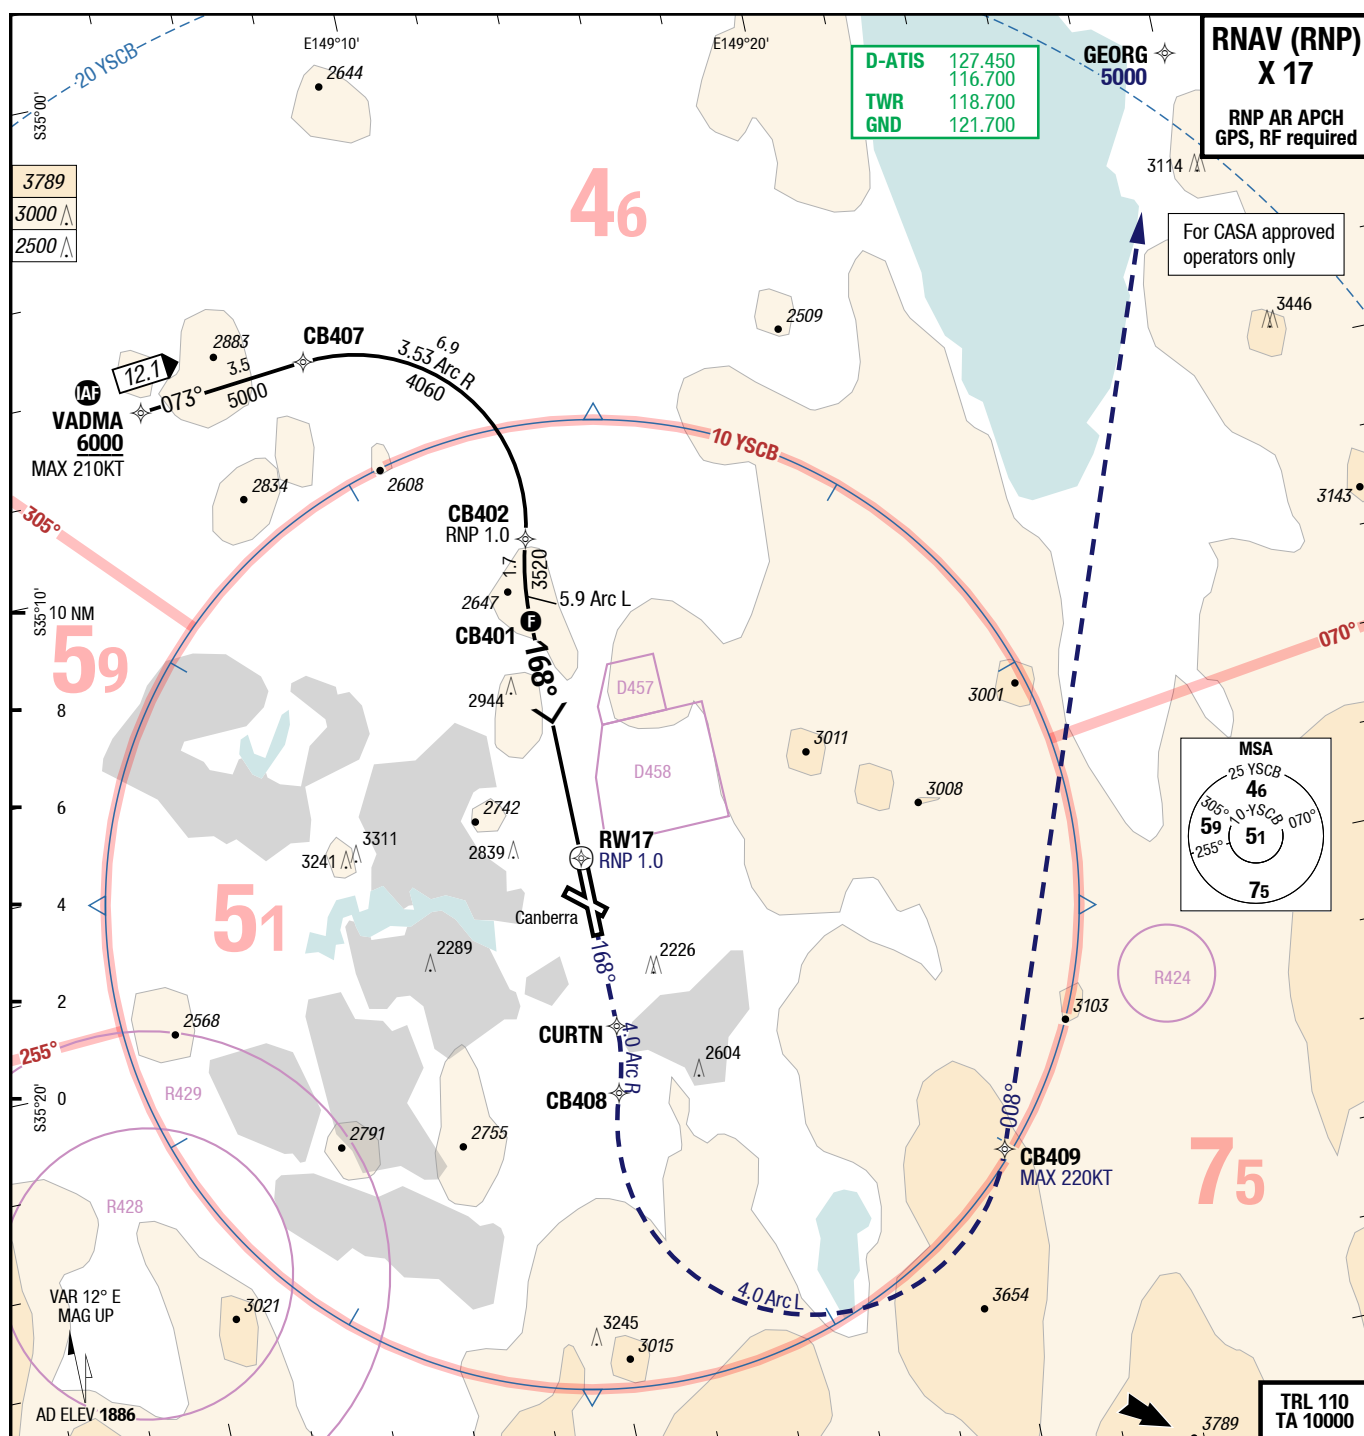 RNAV (RNP)
X 17
RNP AR APCH
GPS, RF required
E149°10'
E149°20'
20 YSCB
2644
D-ATIS 127.450
116.700
TWR 118.700
GND 121.700
GEORG
5000
S35°00'
3114
3789
3000
2500
46
For CASA approved
operators only
3446
2509
2883
CB407
6.9
3.53 Arc R
4060
12.1
3.5
073°
5000
IAF
VADMA
6000
MAX 210KT
10 YSCB
2834
2608
3143
305°
CB402
RNP 1.0
1.7
3520
2647
5.9 Arc L
S35°10'
10 NM
F
CB401
070°
59
168°
D457
3001
2944
8
3011
D458
MSA
25 YSCB
46
305°
10 YSCB
070°
59
51
255°
75
3008
6
2742
3311
3241
2839
RW17
RNP 1.0
4
51
Canberra
2289
168°
2226
R424
2
2568
3103
CURTN
4.0 Arc R
255°
2604
R429
S35°20'
0
CB408
008°
2791
2755
CB409
MAX 220KT
75
R428
VAR 12° E
MAG UP
3021
4.0 Arc L
3654
3245
3015
AD ELEV 1886
3789
TRL 110
TA 10000